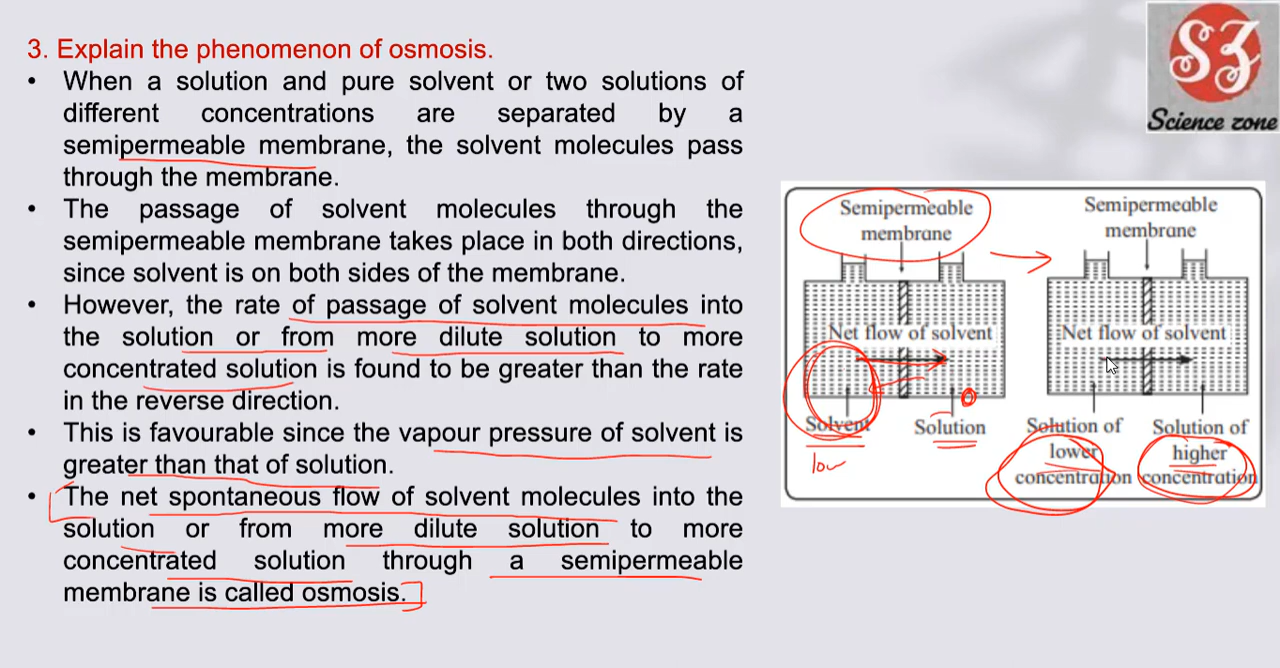 3. Explain the phenomenon of osmosis.
• When a solution and pure solvent or two solutions of
different concentrations are separated by a
semipermeable membrane, the solvent molecules pass
through the membrane.
• The passage of solvent molecules through the
semipermeable membrane takes place in both directions,
since solvent is on both sides of the membrane.
• However, the rate of passage of solvent molecules into
the solution or from more dilute solution to more
concentrated solution is found to be greater than the rate
in the reverse direction.
• This is favourable since the vapour pressure of solvent is
greater than that of solution.
• The net spontaneous flow of solvent molecules into the
solution or from more dilute solution to more
concentrated solution through a semipermeable
membrane is called osmosis.
SZ
Science zone
Semipermeable
membrane
Net flow of solvent
Solvent
Solution
low
Semipermeable
membrane
Net flow of solvent
Solution of
lower
concentration
Solution of
higher
concentration